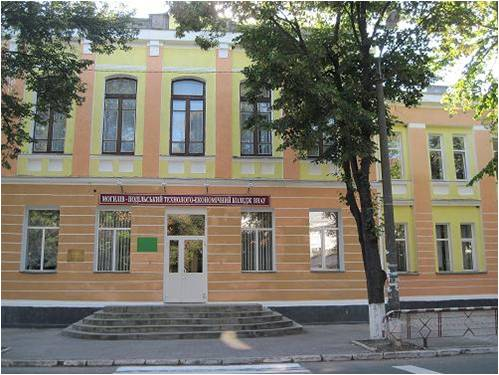 МОГИЛІВ - ПОДІЛЬСЬКИЙ ТЕХНОЛОГО-ЕКОНОМІЧНИЙ КОЛЕДЖ ВНАУ